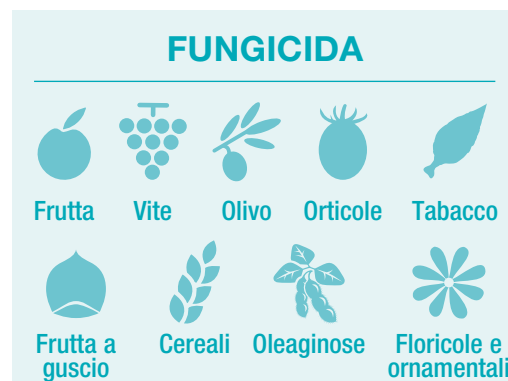 FUNGICIDA
Frutta Vite Olivo Orticole Tabacco
Frutta a guscio Cereali Oleaginose Floricole e ornamentali